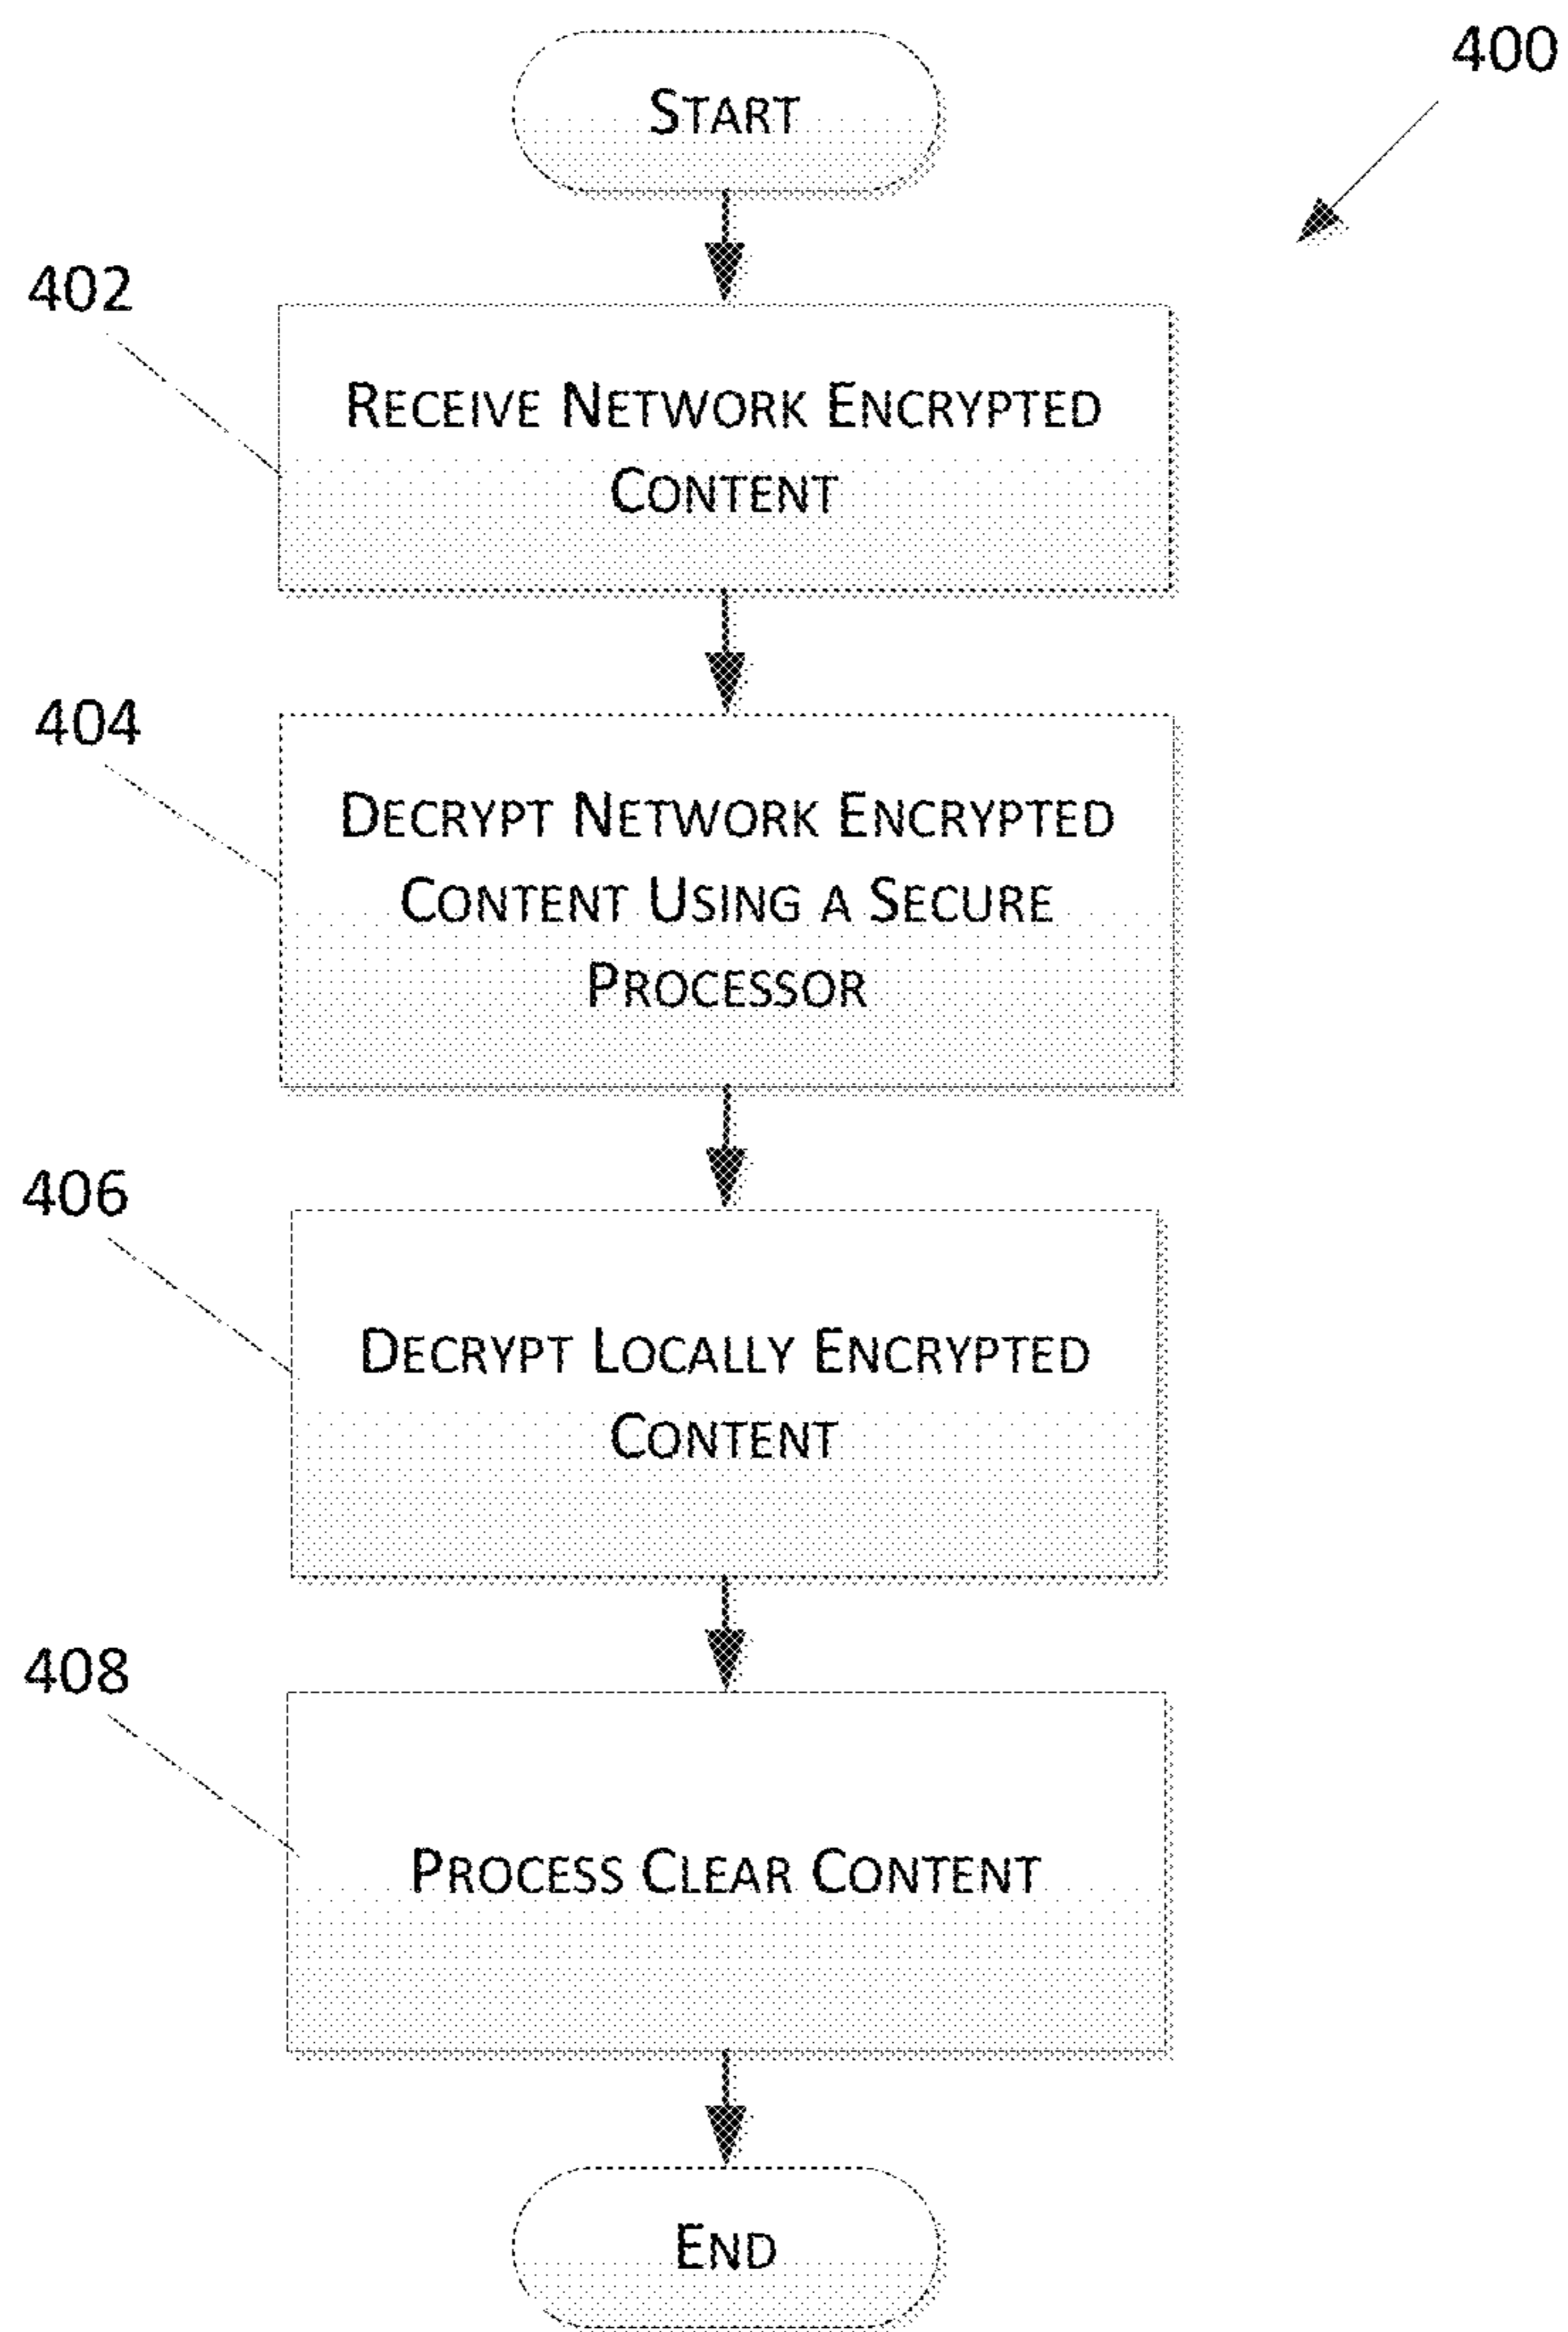 400
START
402
RECEIVE NETWORK ENCRYPTED
CONTENT
404
DECRYPT NETWORK ENCRYPTED
CONTENT USING A SECURE
PROCESSOR
406
DECRYPT LOCALLY ENCRYPTED
CONTENT
408
PROCESS CLEAR CONTENT
END